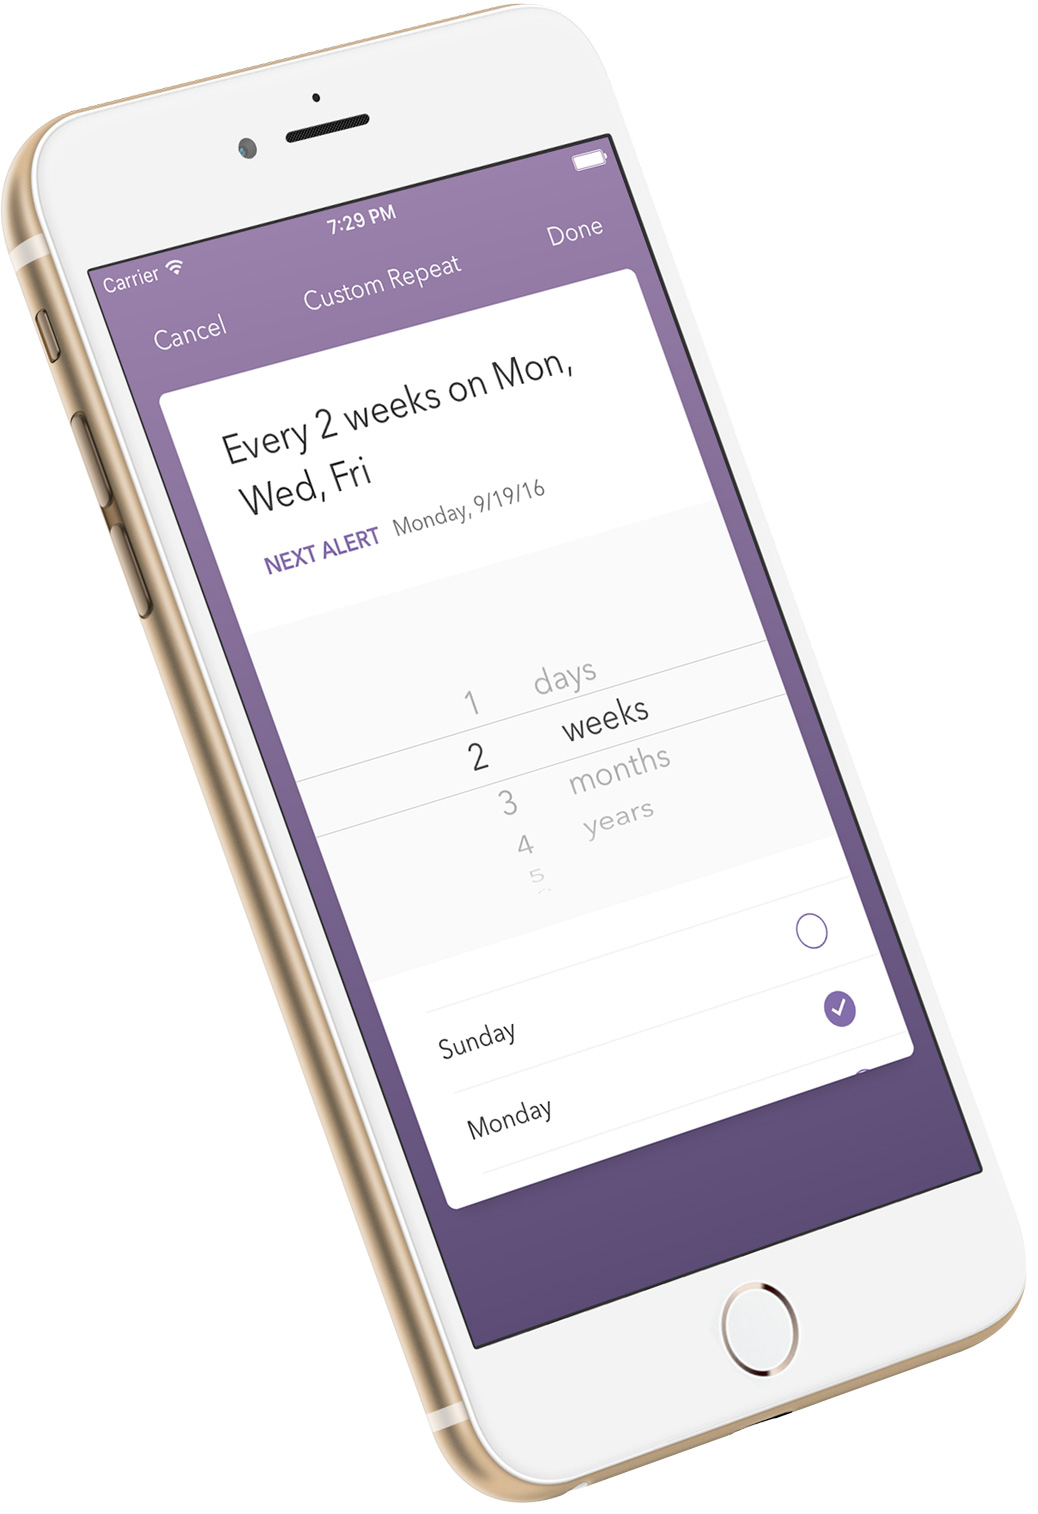 Carrier 7:29 PM
Cancel Custom Repeat Done
Every 2 weeks on Mon,
Wed, Fri
NEXT ALERT Monday, 9/19/16
1 days
2 weeks
3 months
4 years
5
Sunday
Monday